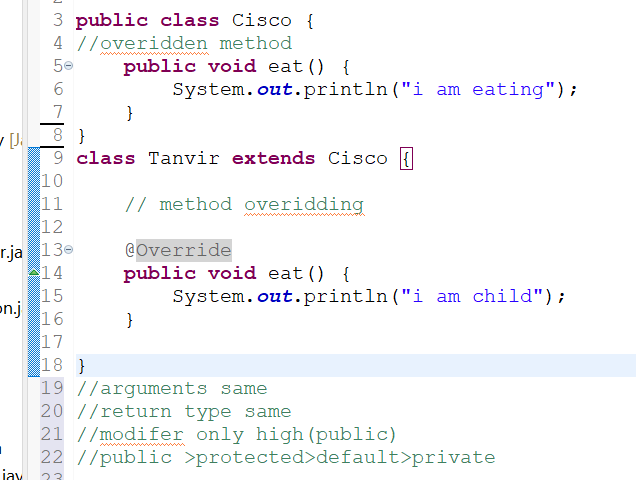 2
3 public class Cisco {
4 //overidden method
5 public void eat() {
6 System.out.println("i am eating");
7 }
8 }
9 class Tanvir extends Cisco {
10
11 // method overidding
12
13 @Override
14 public void eat() {
15 System.out.println("i am child");
16 }
17
18 }
19 //arguments same
20 //return type same
21 //modifer only high(public)
22 //public >protected>default>private
23
y [Ja
r.ja
on.j
.jav